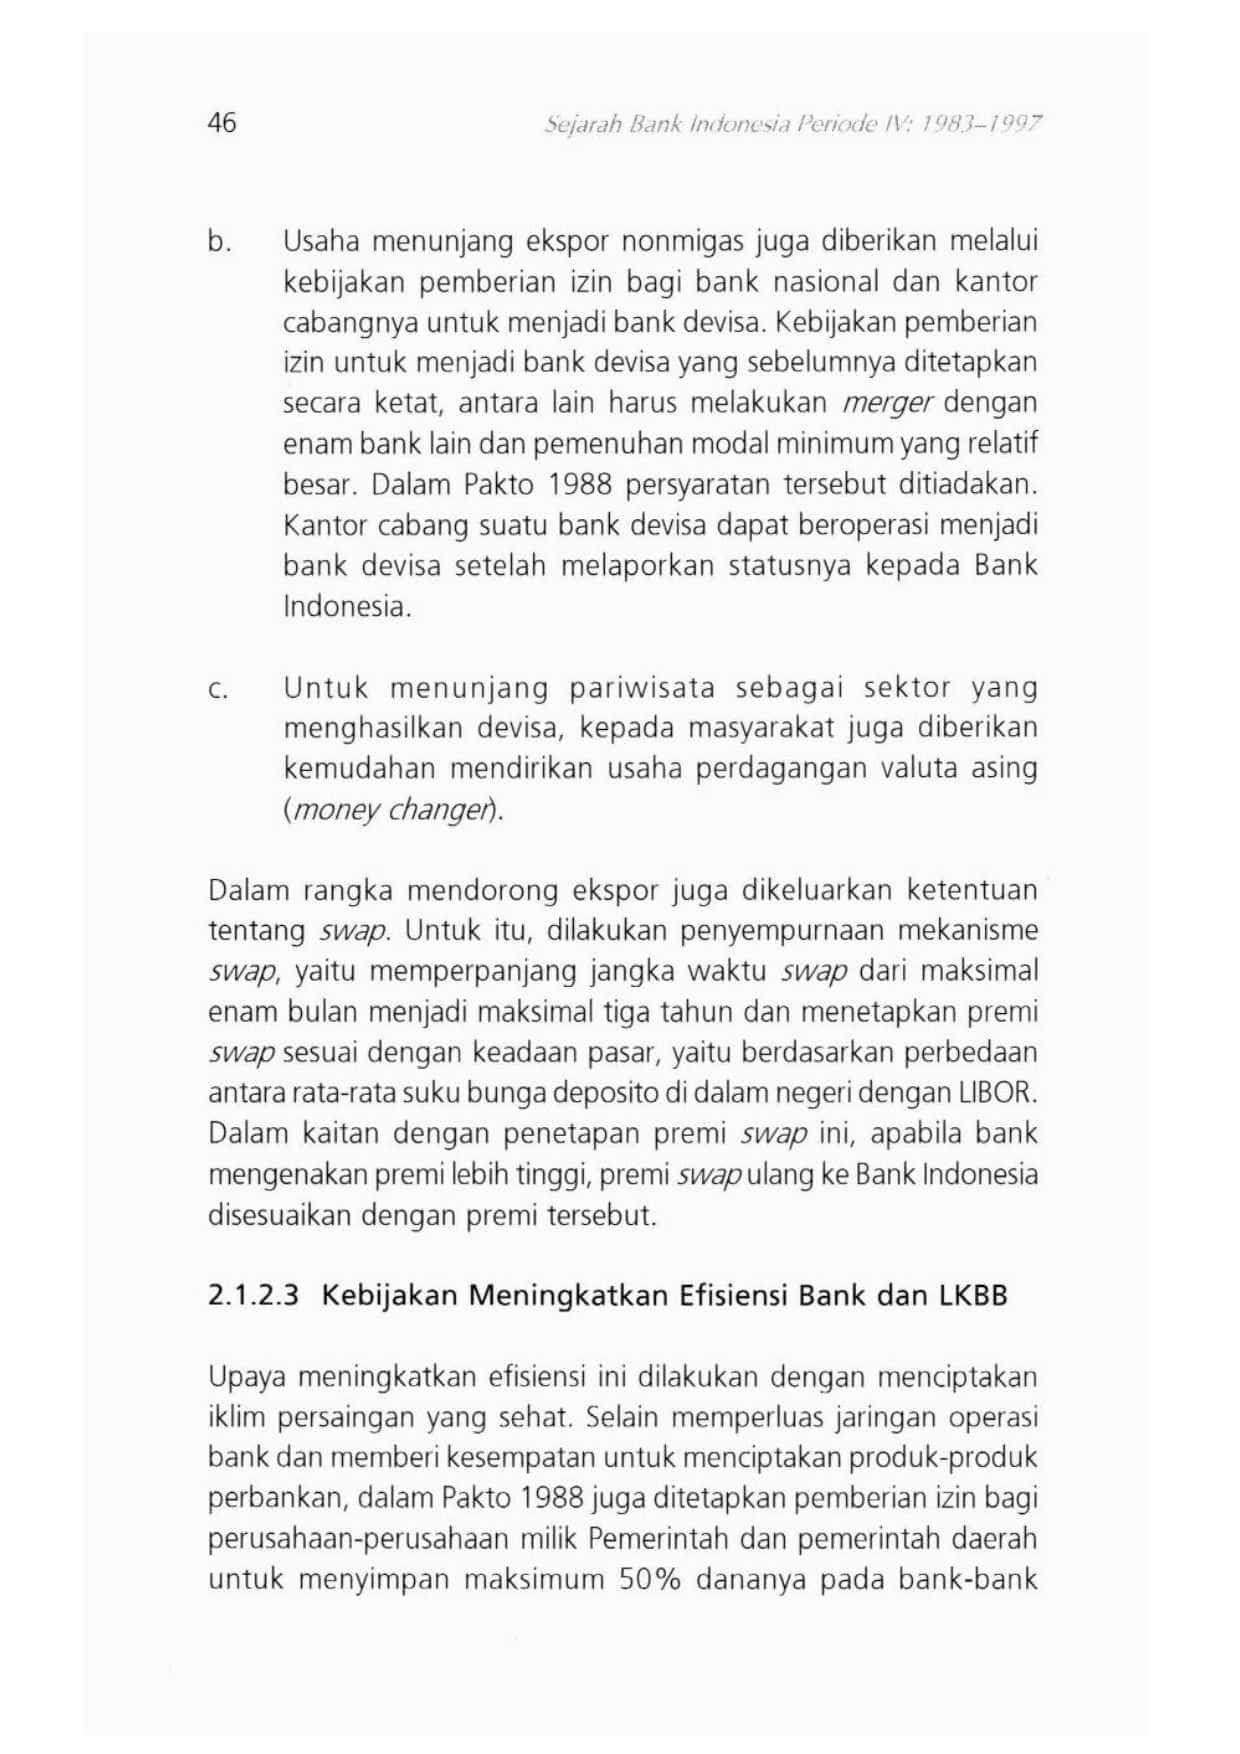 46
Sejarah Bank Indonesia Periode IV: 1983–1997
b. Usaha menunjang ekspor nonmigas juga diberikan melalui
kebijakan pemberian izin bagi bank nasional dan kantor
cabangnya untuk menjadi bank devisa. Kebijakan pemberian
izin untuk menjadi bank devisa yang sebelumnya ditetapkan
secara ketat, antara lain harus melakukan merger dengan
enam bank lain dan pemenuhan modal minimum yang relatif
besar. Dalam Pakto 1988 persyaratan tersebut ditiadakan.
Kantor cabang suatu bank devisa dapat beroperasi menjadi
bank devisa setelah melaporkan statusnya kepada Bank
Indonesia.
c. Untuk menunjang pariwisata sebagai sektor yang
menghasilkan devisa, kepada masyarakat juga diberikan
kemudahan mendirikan usaha perdagangan valuta asing
(money changer).
Dalam rangka mendorong ekspor juga dikeluarkan ketentuan
tentang swap. Untuk itu, dilakukan penyempurnaan mekanisme
swap, yaitu memperpanjang jangka waktu swap dari maksimal
enam bulan menjadi maksimal tiga tahun dan menetapkan premi
swap sesuai dengan keadaan pasar, yaitu berdasarkan perbedaan
antara rata-rata suku bunga deposito di dalam negeri dengan LIBOR.
Dalam kaitan dengan penetapan premi swap ini, apabila bank
mengenakan premi lebih tinggi, premi swap ulang ke Bank Indonesia
disesuaikan dengan premi tersebut.
2.1.2.3 Kebijakan Meningkatkan Efisiensi Bank dan LKBB
Upaya meningkatkan efisiensi ini dilakukan dengan menciptakan
iklim persaingan yang sehat. Selain memperluas jaringan operasi
bank dan memberi kesempatan untuk menciptakan produk-produk
perbankan, dalam Pakto 1988 juga ditetapkan pemberian izin bagi
perusahaan-perusahaan milik Pemerintah dan pemerintah daerah
untuk menyimpan maksimum 50% dananya pada bank-bank